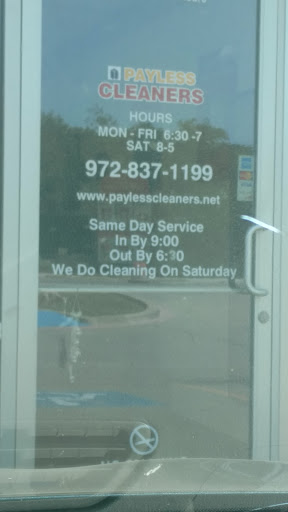 PAYLESS
CLEANERS
HOURS
MON - FRI 6:30 -7
SAT 8-5
972-837-1199
www.paylesscleaners.net
Same Day Service
In By 9:00
Out By 6:30
We Do Cleaning On Saturday